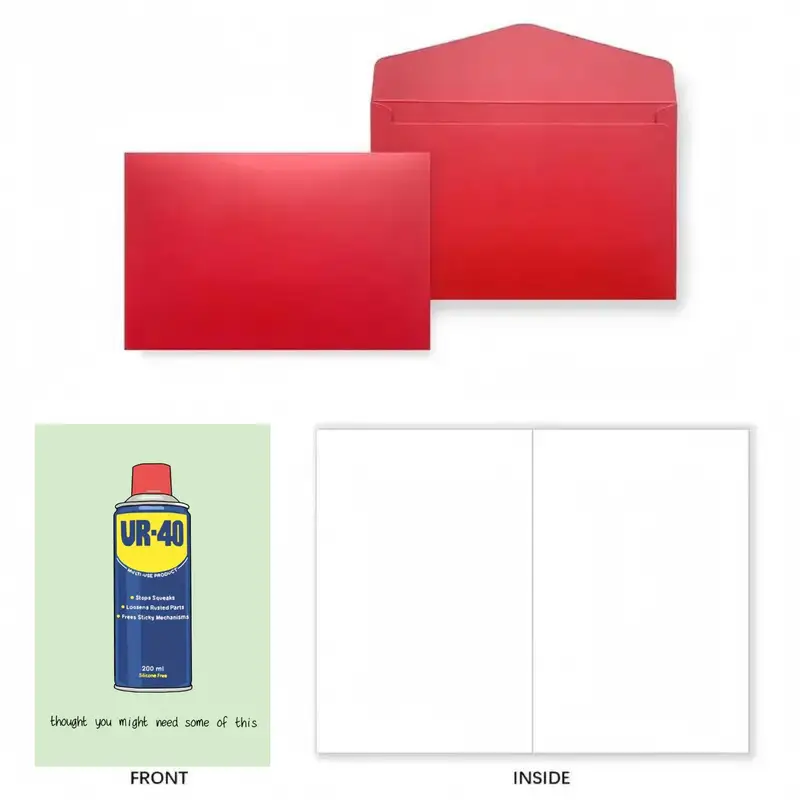 UR-40
MULTI-USE PRODUCT
Stops Squeaks
Loosens Rusted Parts
Frees Sticky Mechanisms
200 ml
Silicone Free
thought you might need some of this
FRONT
INSIDE